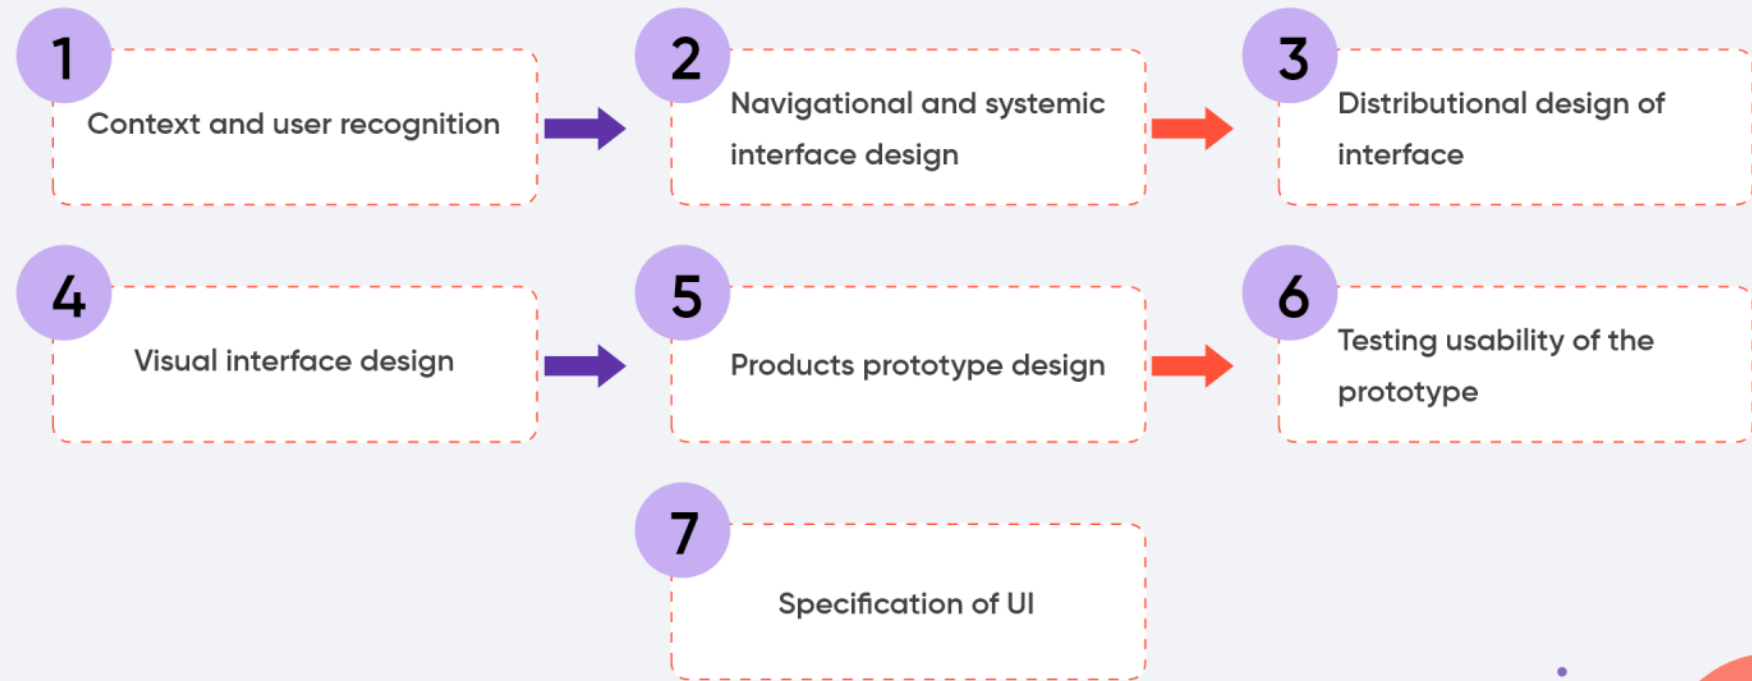 1
Context and user recognition
2
Navigational and systemic
interface design
3
Distributional design of
interface
4
Visual interface design
5
Products prototype design
6
Testing usability of the
prototype
7
Specification of UI